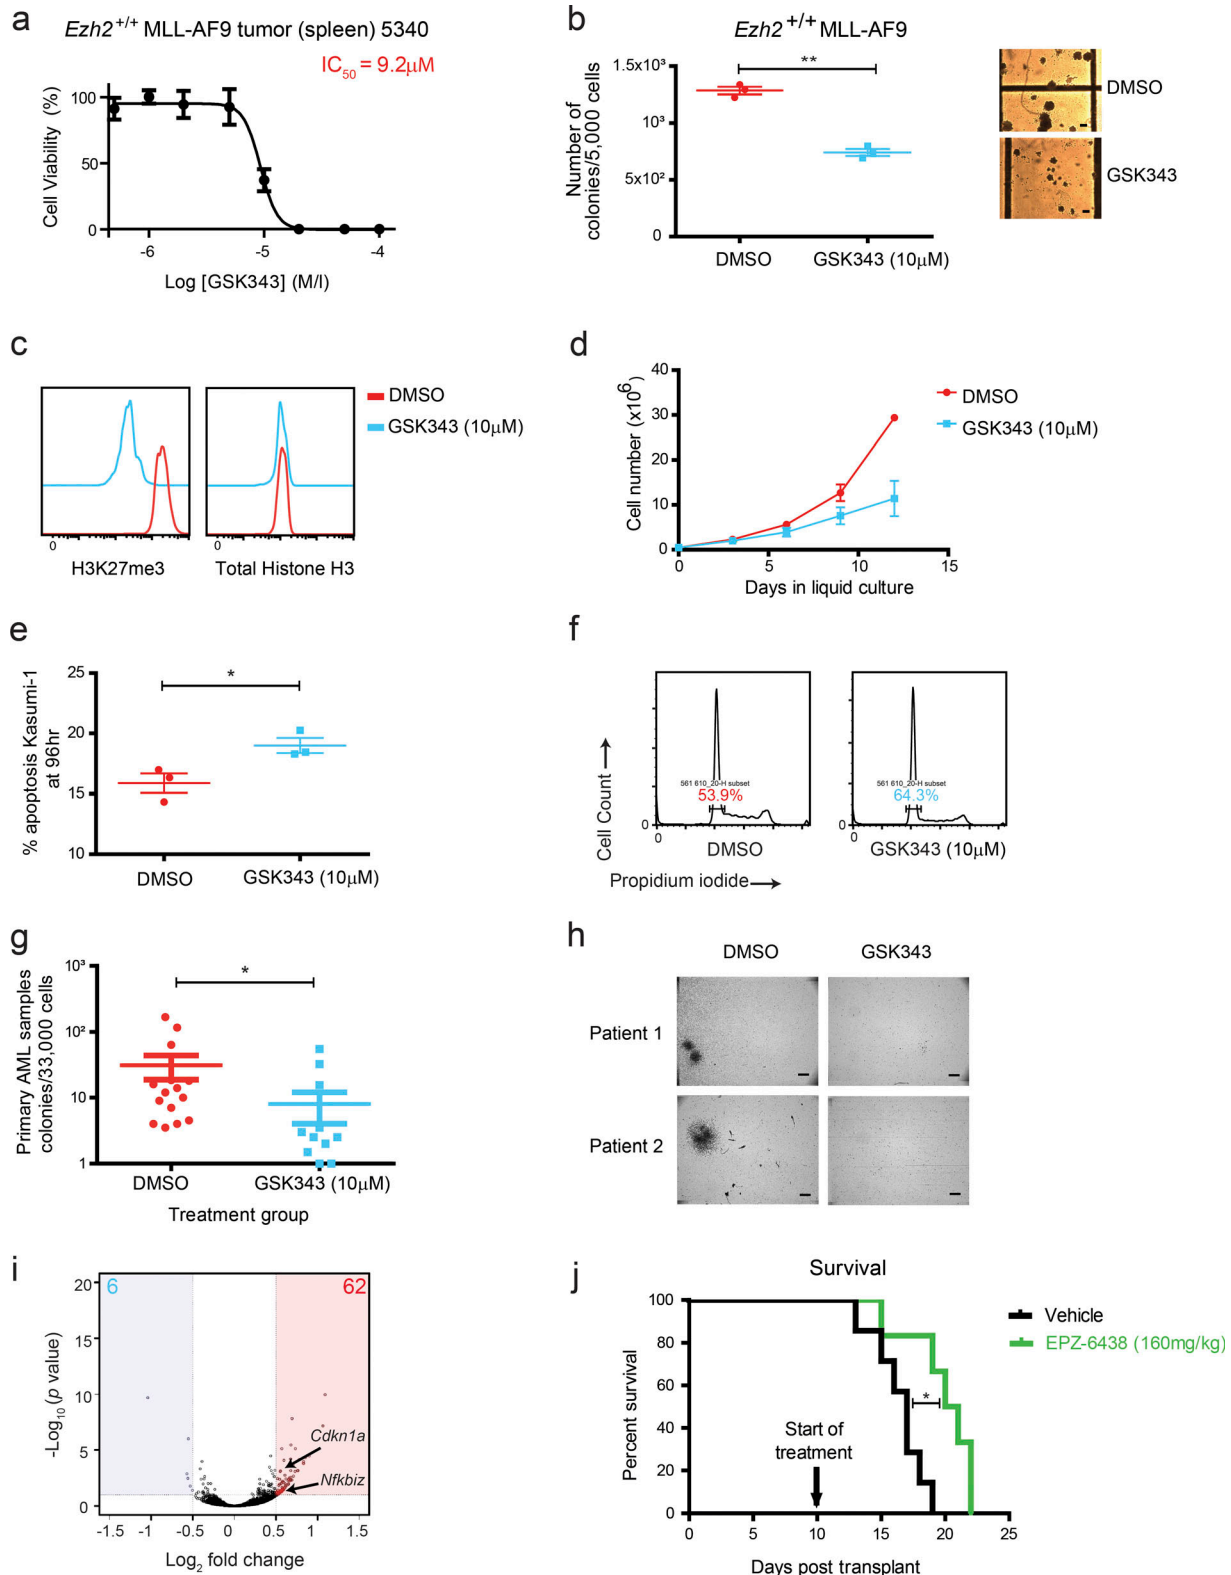 a
Ezh2+/+ MLL-AF9 tumor (spleen) 5340
IC50 = 9.2µM
Cell Viability (%)
100
50
0
-6
-5
-4
Log [GSK343] (M/l)
b
Ezh2+/+ MLL-AF9
**
Number of
colonies/5,000 cells
1.5x10³
10³
5x10²
0
DMSO
GSK343 (10µM)
DMSO
GSK343
c
0
H3K27me3
0
Total Histone H3
DMSO
GSK343 (10µM)
d
Cell number (x10⁶)
40
30
20
10
0
0
5
10
15
Days in liquid culture
DMSO
GSK343 (10µM)
e
% apoptosis Kasumi-1
at 96hr
25
20
15
10
*
DMSO
GSK343 (10µM)
f
Cell Count
0
561 610_20-H subset
53.9%
0
DMSO
0
561 610_20-H subset
64.3%
0
GSK343 (10µM)
Propidium iodide
g
Primary AML samples
colonies/33,000 cells
10³
10²
10
1
*
DMSO
GSK343 (10µM)
Treatment group
h
DMSO
GSK343
Patient 1
Patient 2
i
6
62
-Log10 (p value)
20
15
10
5
0
Cdkn1a
Nfkbiz
-1.5
-1
-0.5
0
0.5
1
1.5
Log2 fold change
j
Survival
Percent survival
100
80
60
40
20
0
Start of
treatment
*
0
5
10
15
20
25
Days post transplant
Vehicle
EPZ-6438 (160mg/kg)